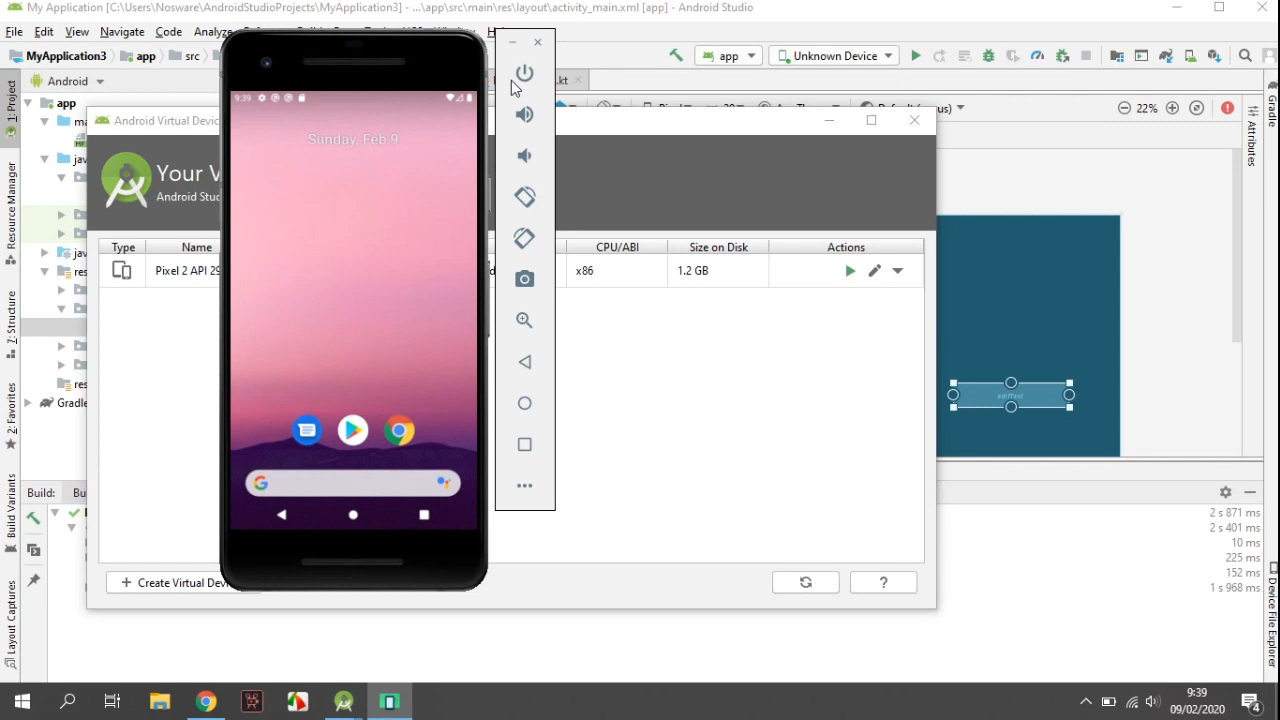 My Application [C:\Users\Nosware\AndroidStudioProjects\MyApplication3] - ...\app\src\main\res\layout\activity_main.xml [app] - Android Studio
File Edit View Navigate Code Analyze
MyApplication3 app src app Unknown Device
Android .kt
1: Project
Resource Manager
Z: Structure
2: Favorites
Build Variants
Layout Captures
app
Gradle
Android Virtual Devic
Your V
Android Stu
Type Name CPU/ABI Size on Disk Actions
Pixel 2 API 29 x86 1.2 GB
Create Virtual Devi
?
9:39
Sunday, Feb 9
22%
Gradle
Attributes
Device File Explorer
Build: Bu
2 s 871 ms
2 s 401 ms
10 ms
225 ms
152 ms
1 s 968 ms
9:39
09/02/2020
4